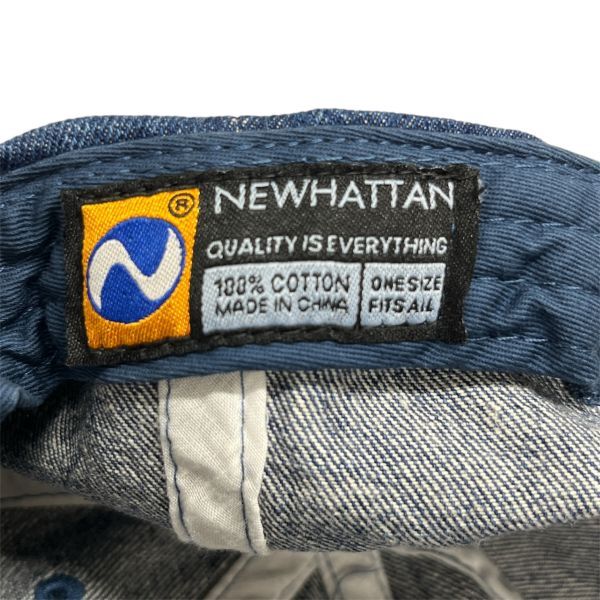 ® NEWHATTAN
QUALITY IS EVERYTHING
100% COTTON
MADE IN CHINA
ONE SIZE
FITS ALL